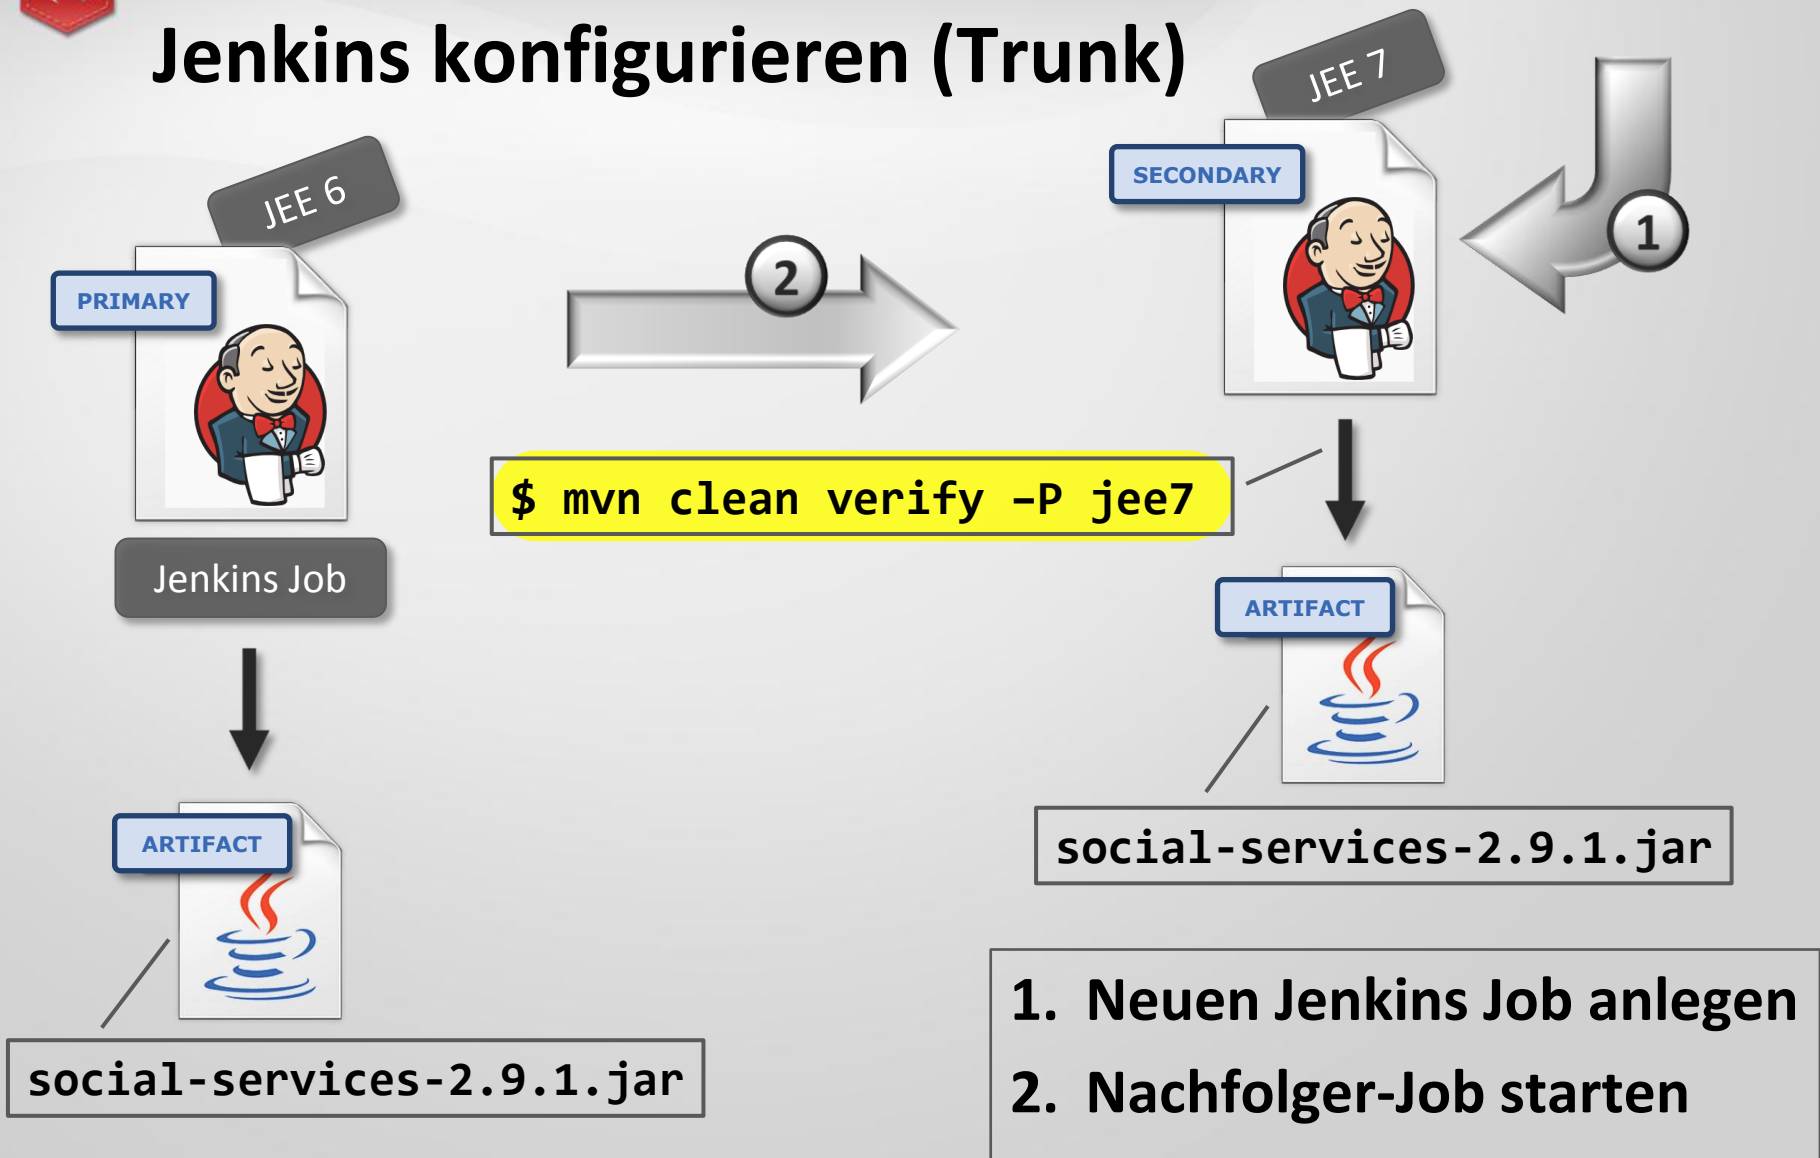 Jenkins konfigurieren (Trunk)
JEE 7
SECONDARY
1
JEE 6
PRIMARY
2
$ mvn clean verify –P jee7
Jenkins Job
ARTIFACT
social-services-2.9.1.jar
ARTIFACT
social-services-2.9.1.jar
1. Neuen Jenkins Job anlegen
2. Nachfolger-Job starten